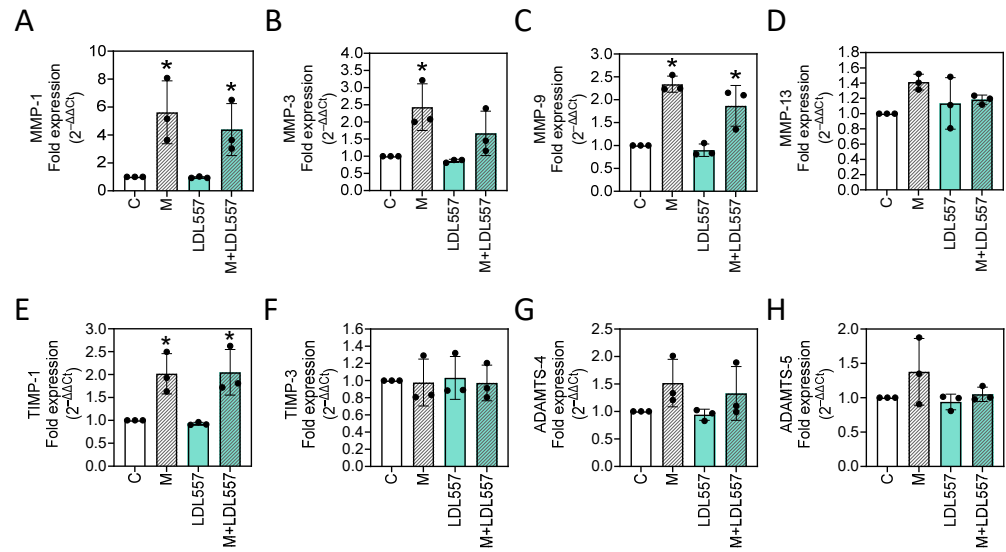 A
MMP-1
Fold expression
(2−ΔΔCt)
10
8
6
4
2
0
*
*
C
M
LDL557
M+LDL557
B
MMP-3
Fold expression
(2−ΔΔCt)
4.0
3.5
3.0
2.5
2.0
1.5
1.0
0.5
0.0
*
C
M
LDL557
M+LDL557
C
MMP-9
Fold expression
(2−ΔΔCt)
3.0
2.5
2.0
1.5
1.0
0.5
0.0
*
*
C
M
LDL557
M+LDL557
D
MMP-13
Fold expression
(2−ΔΔCt)
1.8
1.6
1.4
1.2
1.0
0.8
0.6
0.4
0.2
0.0
C
M
LDL557
M+LDL557
E
TIMP-1
Fold expression
(2−ΔΔCt)
3.0
2.5
2.0
1.5
1.0
0.5
0.0
*
*
C
M
LDL557
M+LDL557
F
TIMP-3
Fold expression
(2−ΔΔCt)
1.6
1.4
1.2
1.0
0.8
0.6
0.4
0.2
0.0
C
M
LDL557
M+LDL557
G
ADAMTS-4
Fold expression
(2−ΔΔCt)
2.5
2.0
1.5
1.0
0.5
0.0
C
M
LDL557
M+LDL557
H
ADAMTS-5
Fold expression
(2−ΔΔCt)
2.0
1.5
1.0
0.5
0.0
C
M
LDL557
M+LDL557